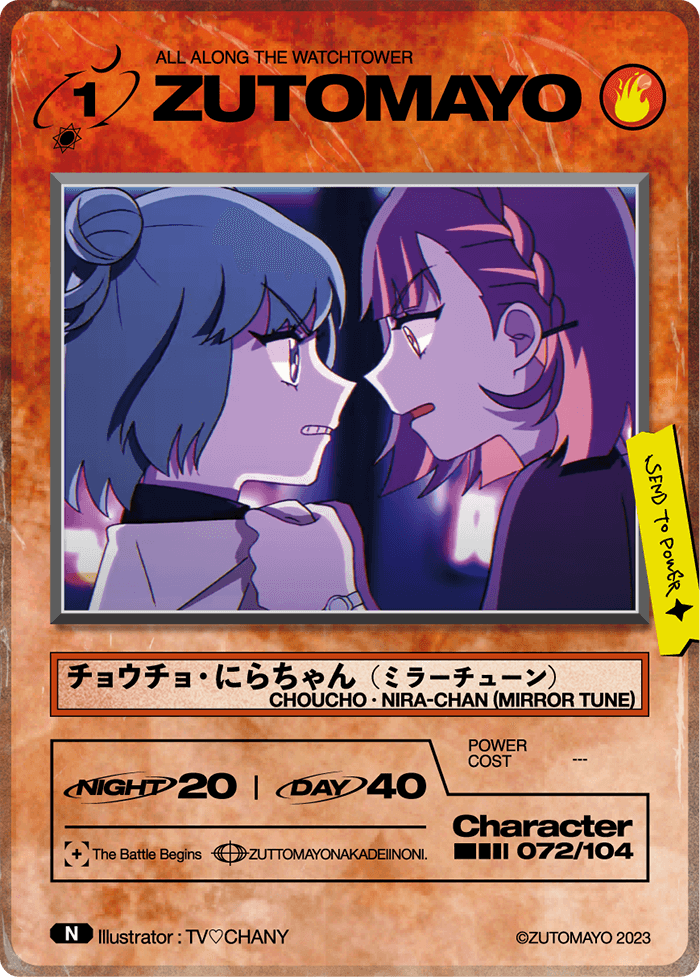 ALL ALONG THE WATCHTOWER
1
ZUTOMAYO
SEND TO POWER
チョウチョ・にらちゃん（ミラーチューン）
CHOUCHO · NIRA-CHAN (MIRROR TUNE)
POWER
COST ---
NIGHT 20 | DAY 40
Character
The Battle Begins ZUTTOMAYONAKADEIINONI.
072/104
N Illustrator : TV♡CHANY
©ZUTOMAYO 2023